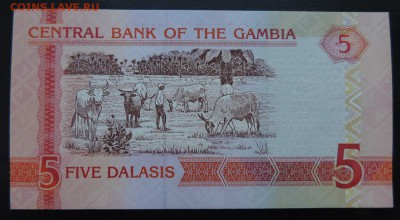 COINS.LAVE.RU
CENTRAL BANK OF THE GAMBIA
5
5 FIVE DALASIS 5